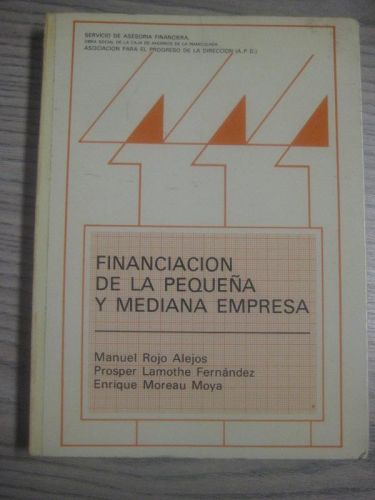 SERVICIO DE ASESORIA FINANCIERA.
OBRA SOCIAL DE LA CAJA DE AHORROS DE LA INMACULADA.
ASOCIACION PARA EL PROGRESO DE LA DIRECCION (A.P.D.)
FINANCIACION
DE LA PEQUEÑA
Y MEDIANA EMPRESA
Manuel Rojo Alejos
Prosper Lamothe Fernández
Enrique Moreau Moya